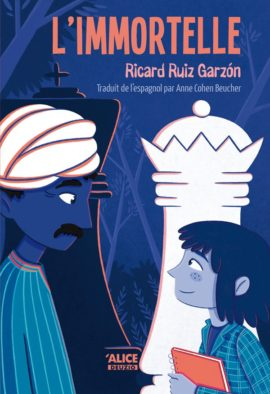 L'IMMORTELLE
Ricard Ruiz Garzón
Traduit de l'espagnol par Anne Cohen Beucher
ALICE
DEUZIO